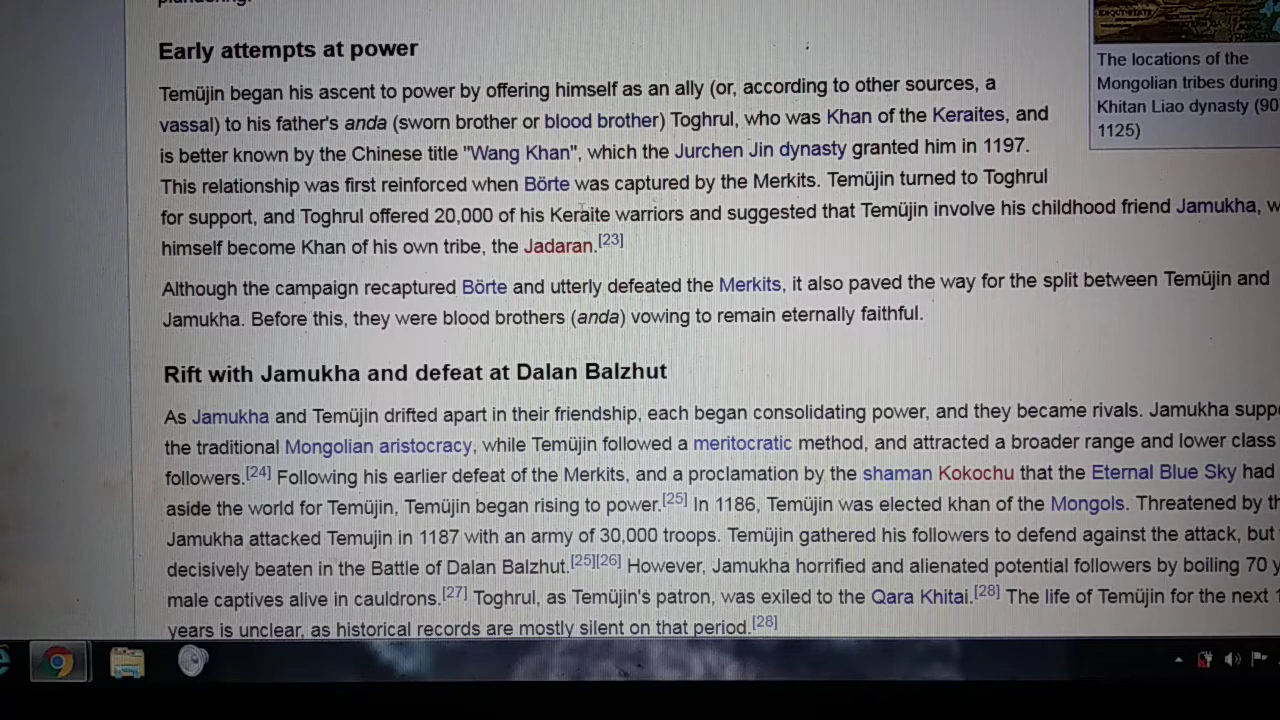 Early attempts at power
The locations of the
Mongolian tribes during
Khitan Liao dynasty (90
1125)
Temüjin began his ascent to power by offering himself as an ally (or, according to other sources, a
vassal) to his father's anda (sworn brother or blood brother) Toghrul, who was Khan of the Keraites, and
is better known by the Chinese title "Wang Khan", which the Jurchen Jin dynasty granted him in 1197.
This relationship was first reinforced when Börte was captured by the Merkits. Temüjin turned to Toghrul
for support, and Toghrul offered 20,000 of his Keraite warriors and suggested that Temüjin involve his childhood friend Jamukha, w
himself become Khan of his own tribe, the Jadaran.[23]
Although the campaign recaptured Börte and utterly defeated the Merkits, it also paved the way for the split between Temüjin and
Jamukha. Before this, they were blood brothers (anda) vowing to remain eternally faithful.
Rift with Jamukha and defeat at Dalan Balzhut
As Jamukha and Temüjin drifted apart in their friendship, each began consolidating power, and they became rivals. Jamukha supp
the traditional Mongolian aristocracy, while Temüjin followed a meritocratic method, and attracted a broader range and lower class
followers.[24] Following his earlier defeat of the Merkits, and a proclamation by the shaman Kokochu that the Eternal Blue Sky had
aside the world for Temüjin, Temüjin began rising to power.[25] In 1186, Temüjin was elected khan of the Mongols. Threatened by th
Jamukha attacked Temujin in 1187 with an army of 30,000 troops. Temüjin gathered his followers to defend against the attack, but
decisively beaten in the Battle of Dalan Balzhut.[25][26] However, Jamukha horrified and alienated potential followers by boiling 70 y
male captives alive in cauldrons.[27] Toghrul, as Temüjin's patron, was exiled to the Qara Khitai.[28] The life of Temüjin for the next 1
years is unclear, as historical records are mostly silent on that period.[28]